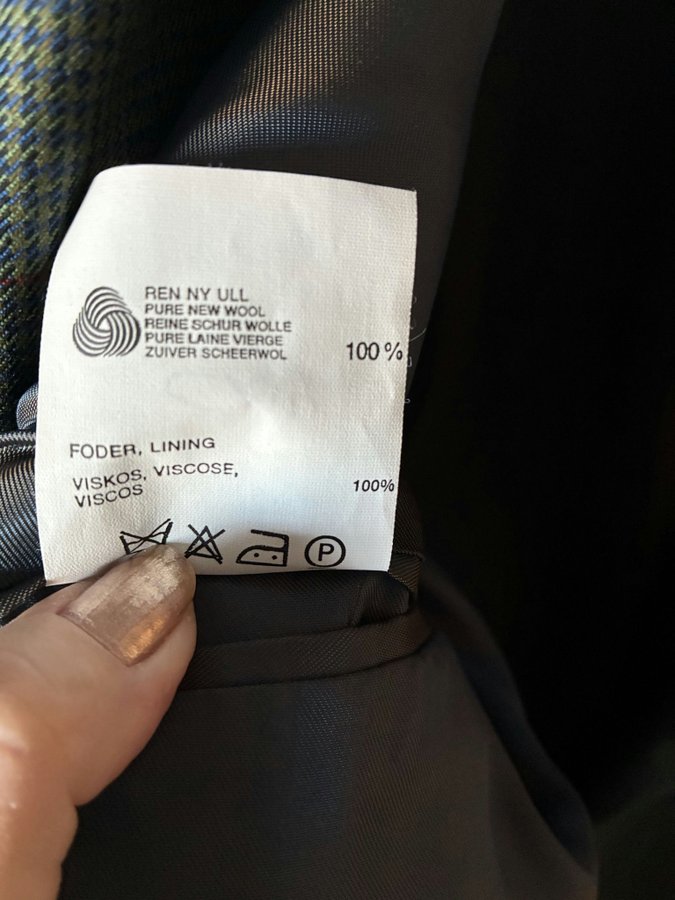 REN NY ULL
PURE NEW WOOL
REINE SCHUR WOLLE
PURE LAINE VIERGE
ZUIVER SCHEERWOL 100%
FODER, LINING
VISKOS, VISCOSE,
VISCOS 100%
P